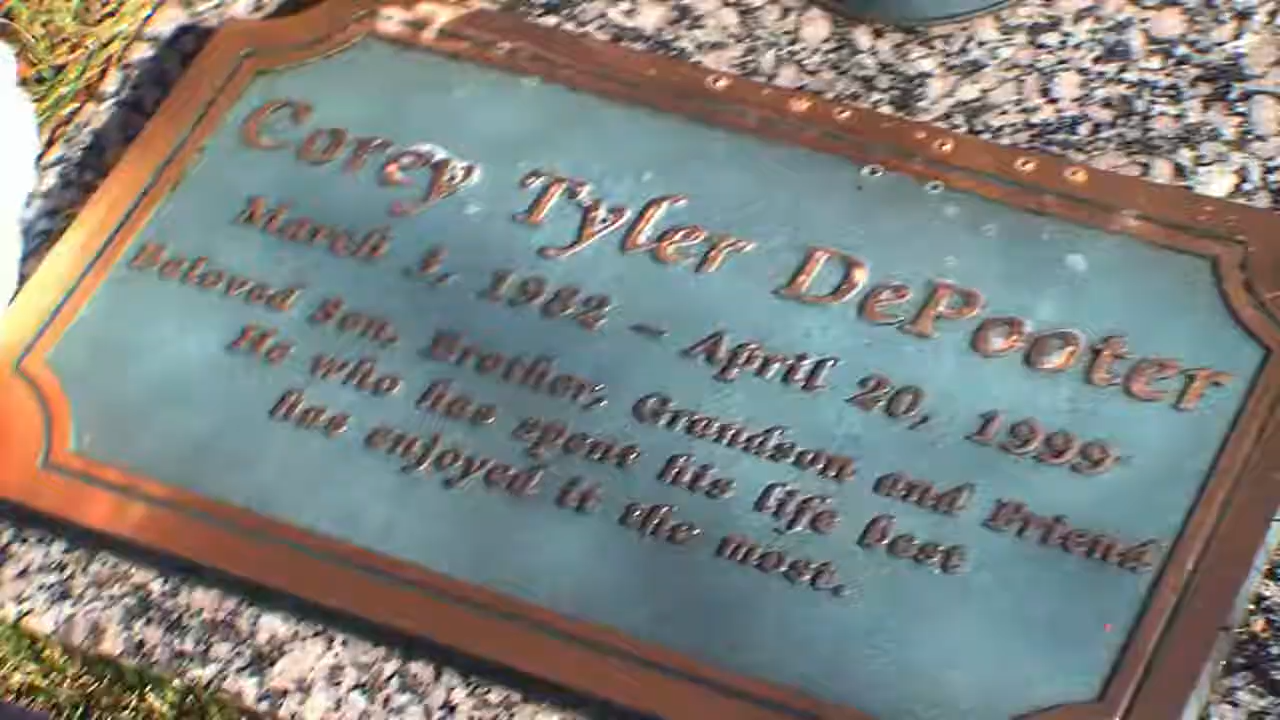 Corey Tyler DePooter
March 3, 1982 – April 20, 1999
Beloved Son, Brother, Grandson and Friend
He who has spent his life best
has enjoyed it the most.